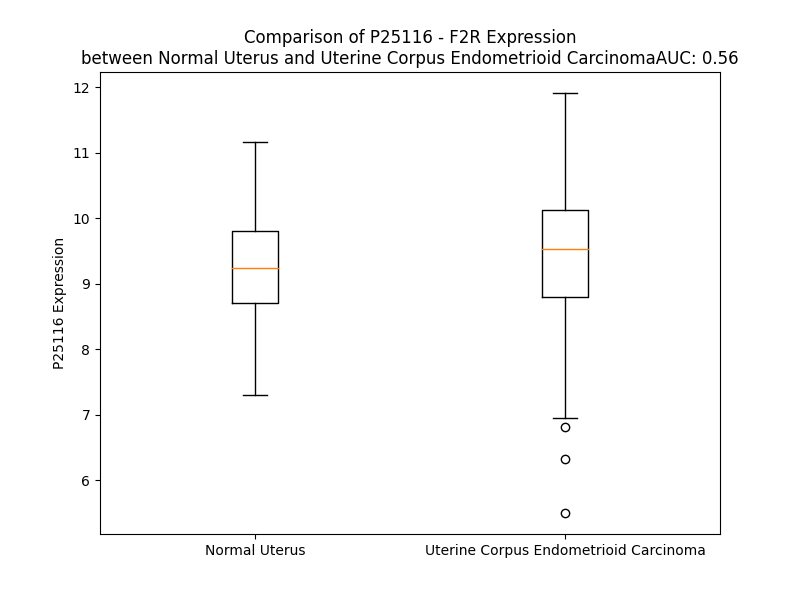 Comparison of P25116 - F2R Expression
between Normal Uterus and Uterine Corpus Endometrioid CarcinomaAUC: 0.56
12
11
10
9
8
7
6
P25116 Expression
Normal Uterus
Uterine Corpus Endometrioid Carcinoma